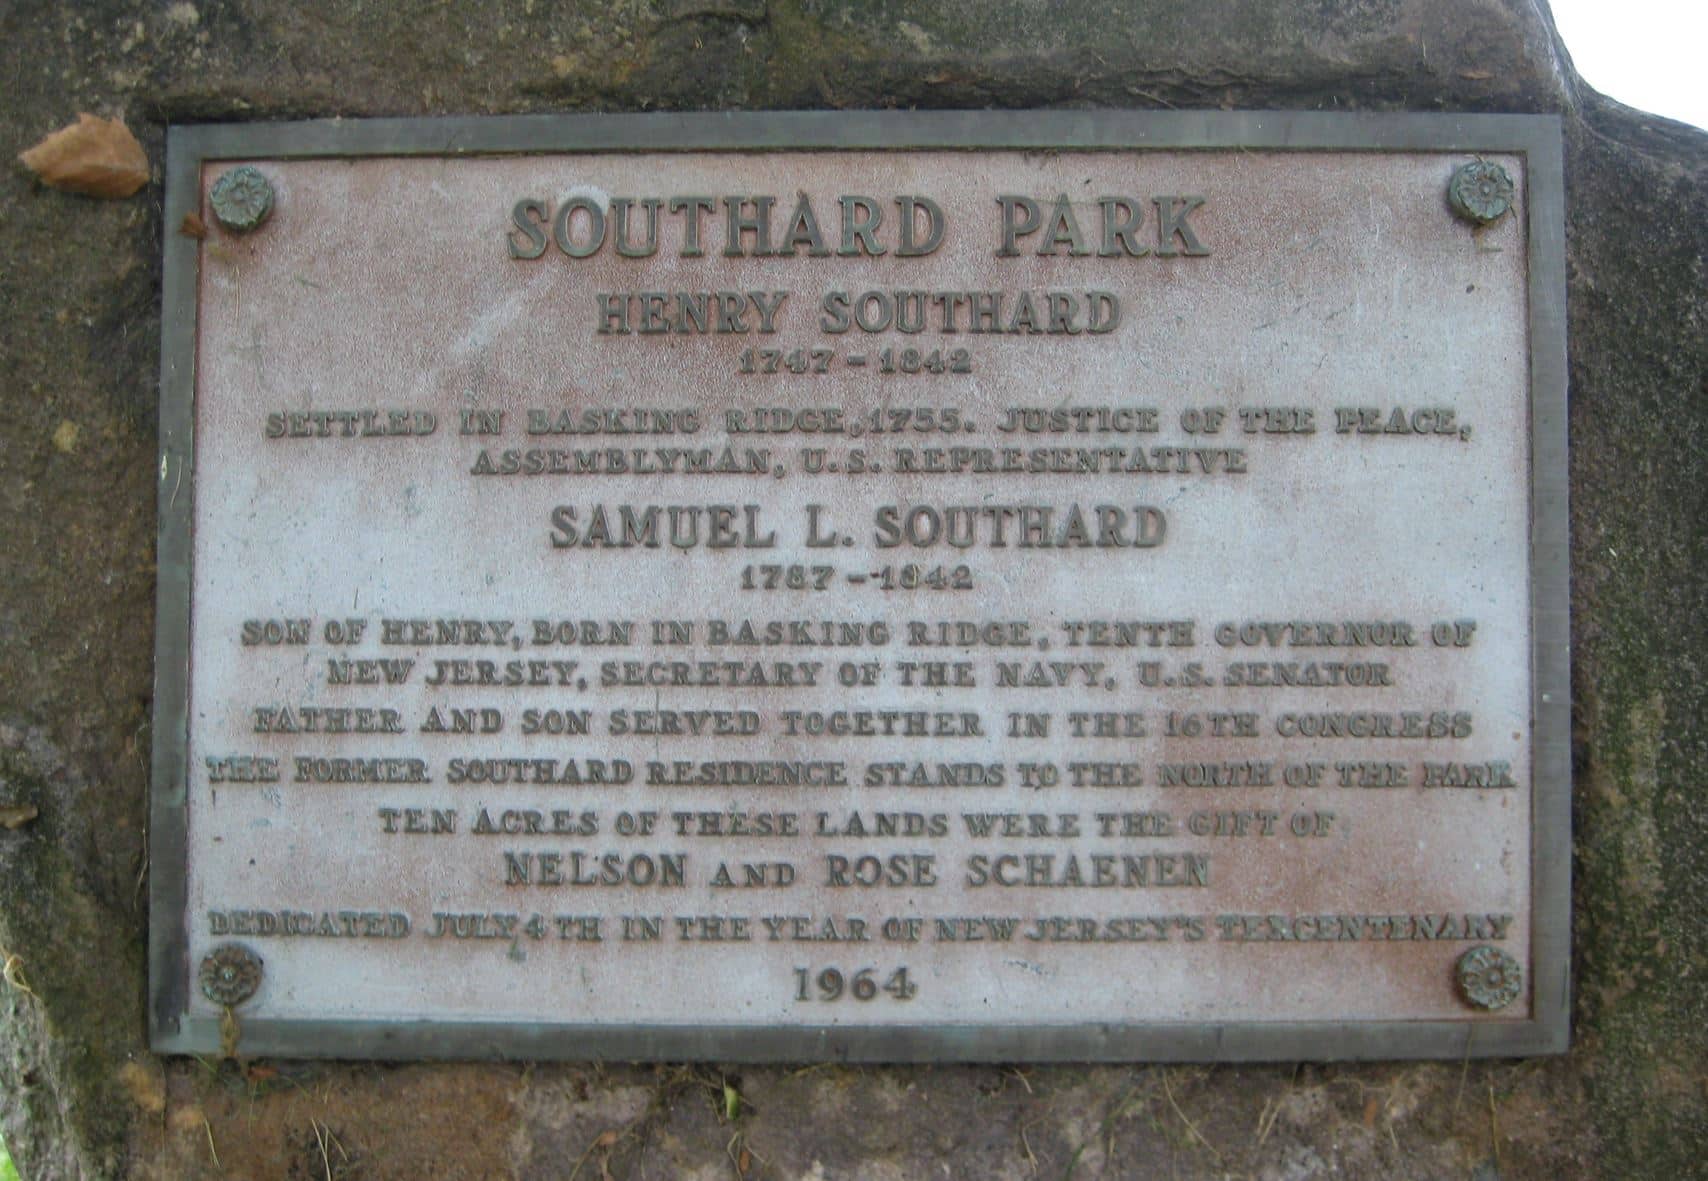 SOUTHARD PARK
HENRY SOUTHARD
1747 - 1842
SETTLED IN BASKING RIDGE, 1755. JUSTICE OF THE PEACE,
ASSEMBLYMAN, U.S. REPRESENTATIVE
SAMUEL L. SOUTHARD
1787 - 1842
SON OF HENRY, BORN IN BASKING RIDGE, TENTH GOVERNOR OF
NEW JERSEY, SECRETARY OF THE NAVY, U.S. SENATOR
FATHER AND SON SERVED TOGETHER IN THE 16TH CONGRESS
THE FORMER SOUTHARD RESIDENCE STANDS TO THE NORTH OF THE PARK
TEN ACRES OF THESE LANDS WERE THE GIFT OF
NELSON AND ROSE SCHAENEN
DEDICATED JULY 4TH IN THE YEAR OF NEW JERSEY'S TERCENTENARY
1964